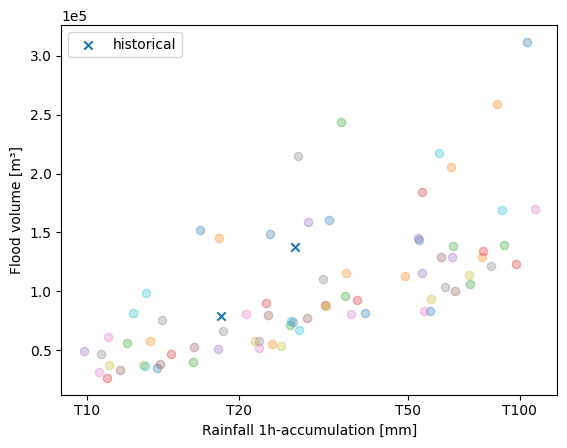 1e5
historical
3.0
2.5
2.0
1.5
1.0
0.5
Flood volume [m³]
T10 T20 T50 T100
Rainfall 1h-accumulation [mm]